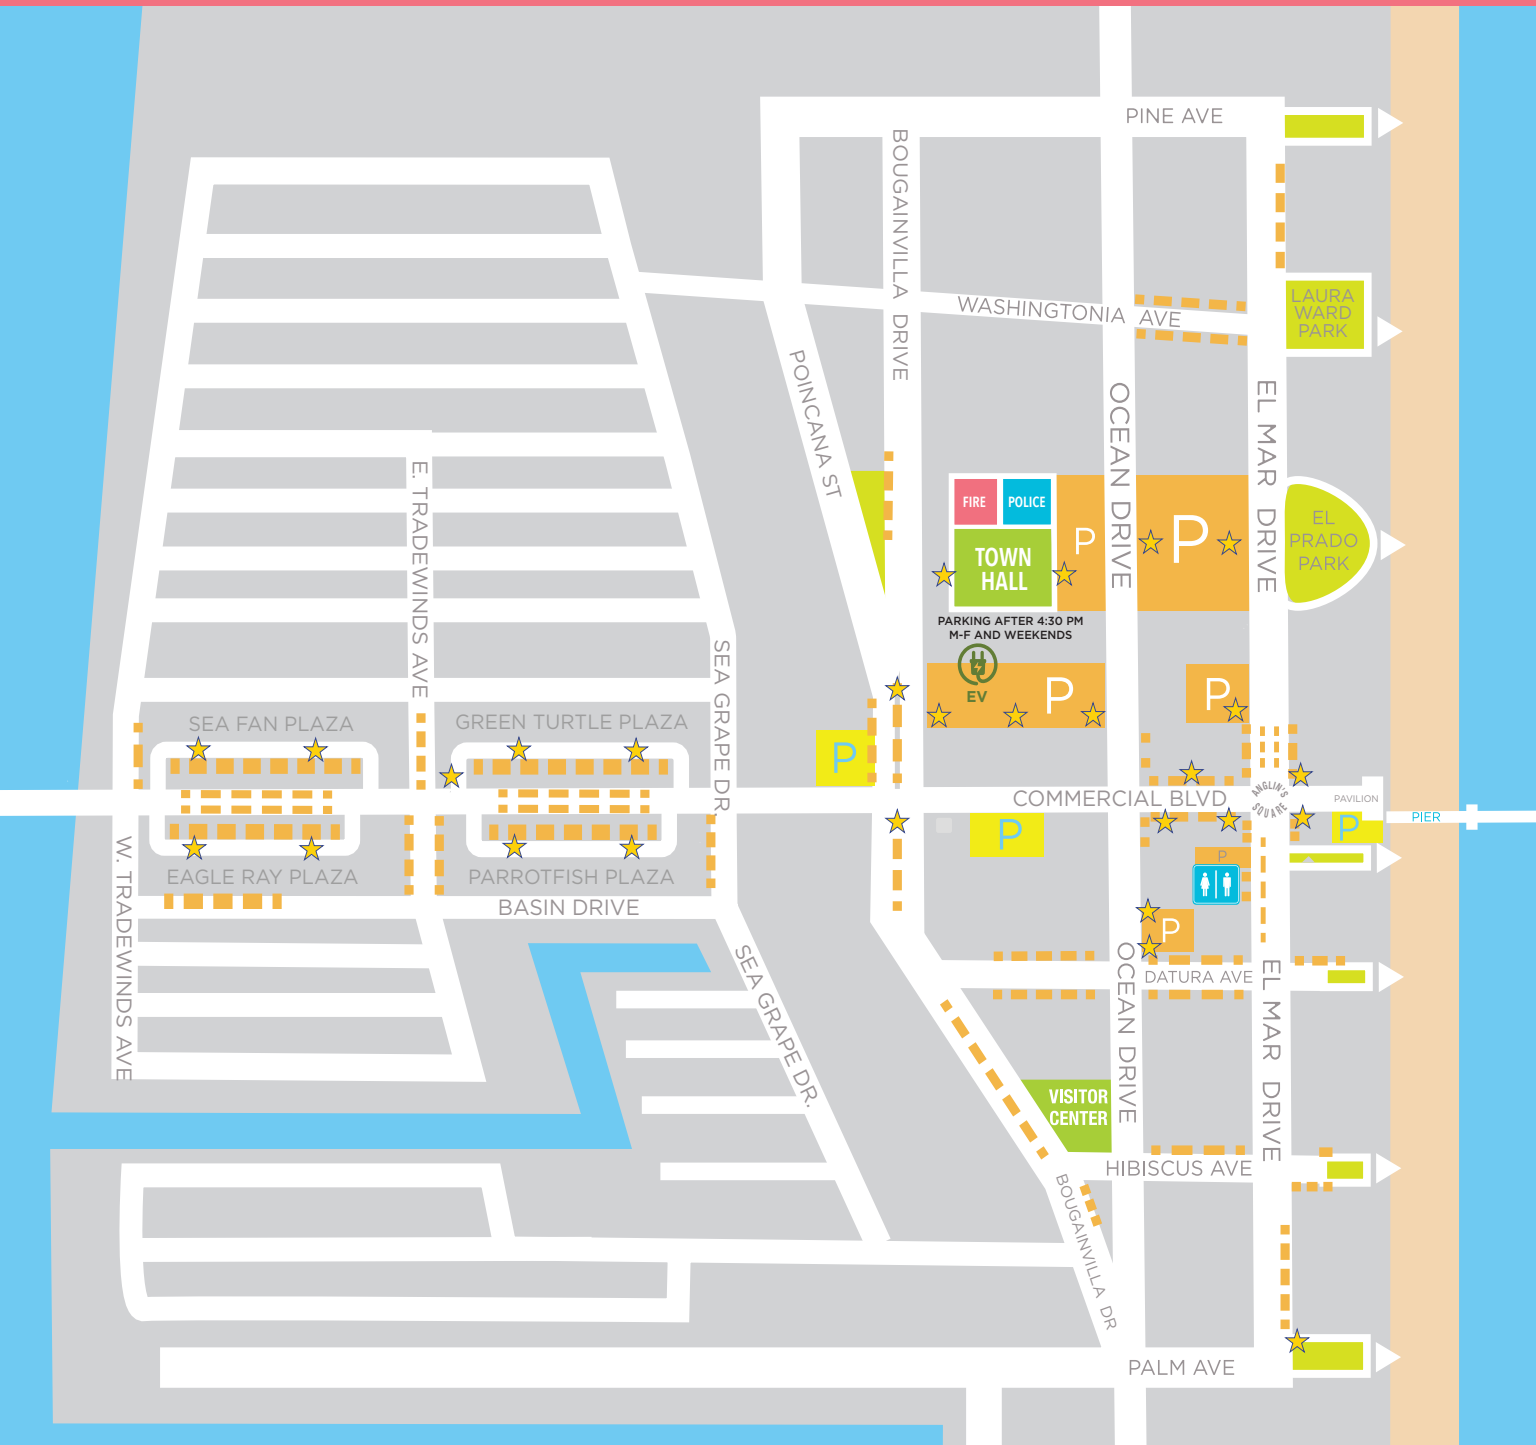 PINE AVE
BOUGAINVILLA DRIVE
LAURA
WARD
PARK
WASHINGTONIA AVE
POINCANA ST
OCEAN DRIVE
EL MAR DRIVE
E. TRADEWINDS AVE
FIRE
POLICE
TOWN
HALL
P
P
EL
PRADO
PARK
PARKING AFTER 4:30 PM
M-F AND WEEKENDS
EV
P
P
SEA GRAPE DR.
SEA FAN PLAZA
GREEN TURTLE PLAZA
P
COMMERCIAL BLVD
ANGLIN'S
SQUARE
PAVILION
PIER
P
P
P
W. TRADEWINDS AVE
EAGLE RAY PLAZA
PARROTFISH PLAZA
BASIN DRIVE
P
SEA GRAPE DR.
DATURA AVE
OCEAN DRIVE
EL MAR DRIVE
VISITOR
CENTER
HIBISCUS AVE
BOUGAINVILLA DR
PALM AVE